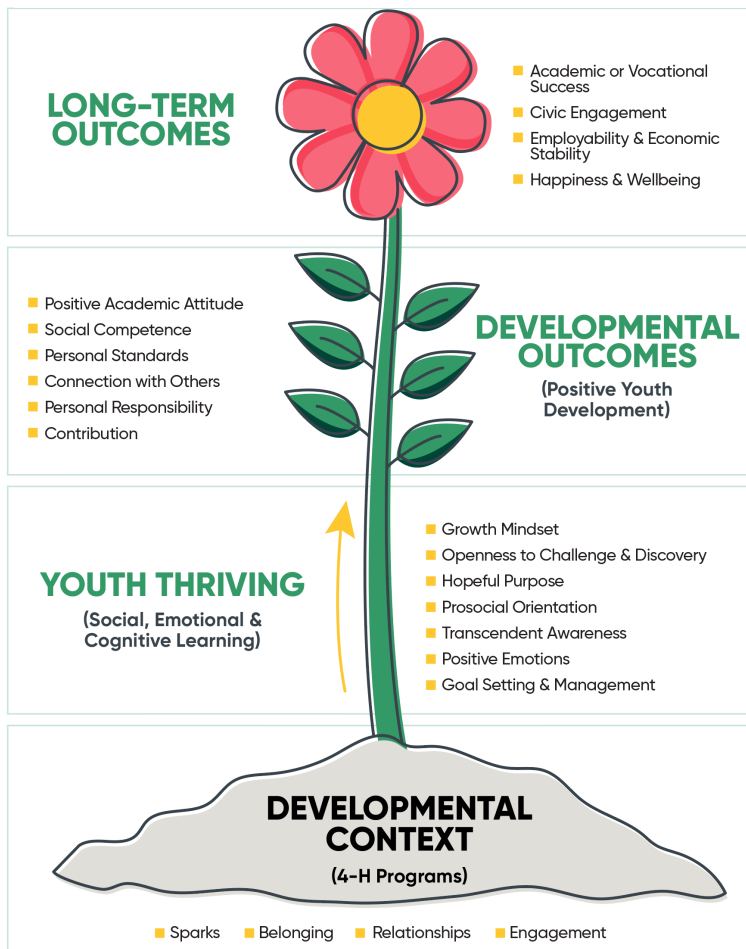 LONG-TERM
OUTCOMES
Academic or Vocational
Success
Civic Engagement
Employability & Economic
Stability
Happiness & Wellbeing
Positive Academic Attitude
Social Competence
Personal Standards
Connection with Others
Personal Responsibility
Contribution
DEVELOPMENTAL
OUTCOMES
(Positive Youth
Development)
YOUTH THRIVING
(Social, Emotional &
Cognitive Learning)
Growth Mindset
Openness to Challenge & Discovery
Hopeful Purpose
Prosocial Orientation
Transcendent Awareness
Positive Emotions
Goal Setting & Management
DEVELOPMENTAL
CONTEXT
(4-H Programs)
Sparks Belonging Relationships Engagement